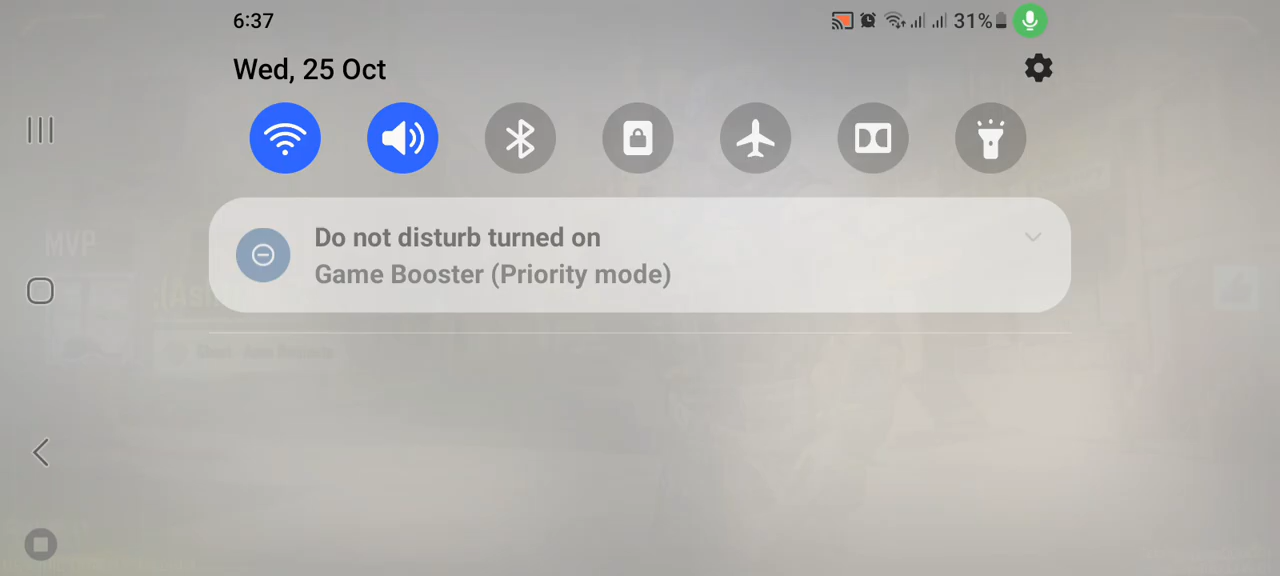 6:37
31%
Wed, 25 Oct
Do not disturb turned on
Game Booster (Priority mode)
MVP